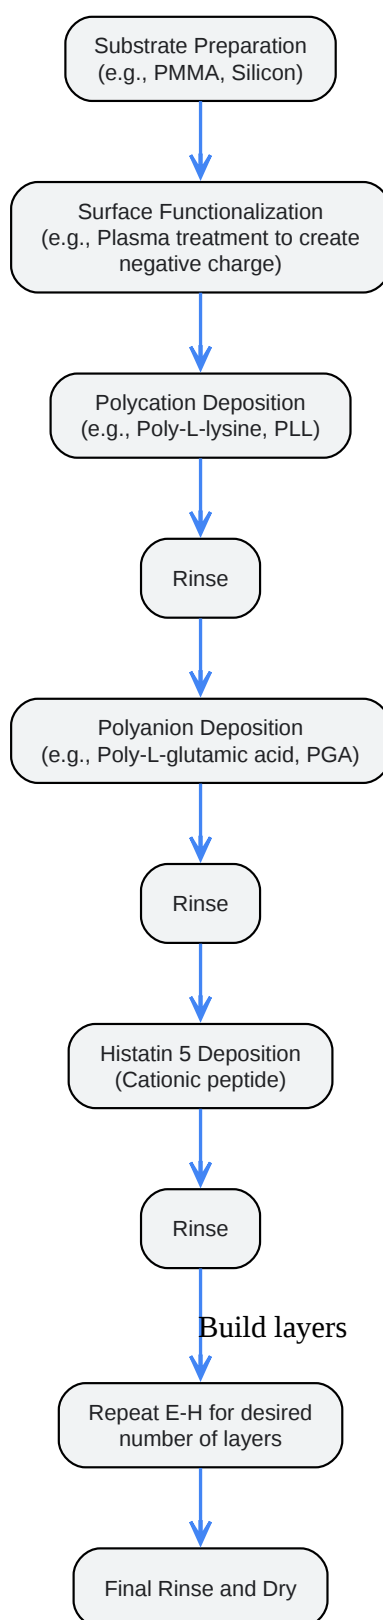 Substrate Preparation
(e.g., PMMA, Silicon)
Surface Functionalization
(e.g., Plasma treatment to create
negative charge)
Polycation Deposition
(e.g., Poly-L-lysine, PLL)
Rinse
Polyanion Deposition
(e.g., Poly-L-glutamic acid, PGA)
Rinse
Histatin 5 Deposition
(Cationic peptide)
Rinse
Build layers
Repeat E-H for desired
number of layers
Final Rinse and Dry